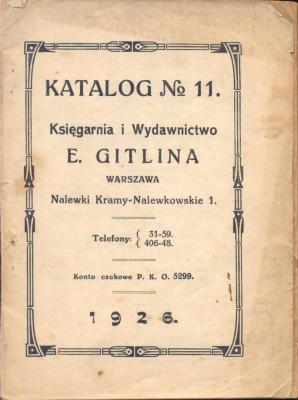 KATALOG № 11.
Księgarnia i Wydawnictwo
E. GITLINA
WARSZAWA
Nalewki Kramy-Nalewkowskie 1.
Telefony: { 31-59.
406-48.
Konto czekowe P. K. O. 5299.
1926.